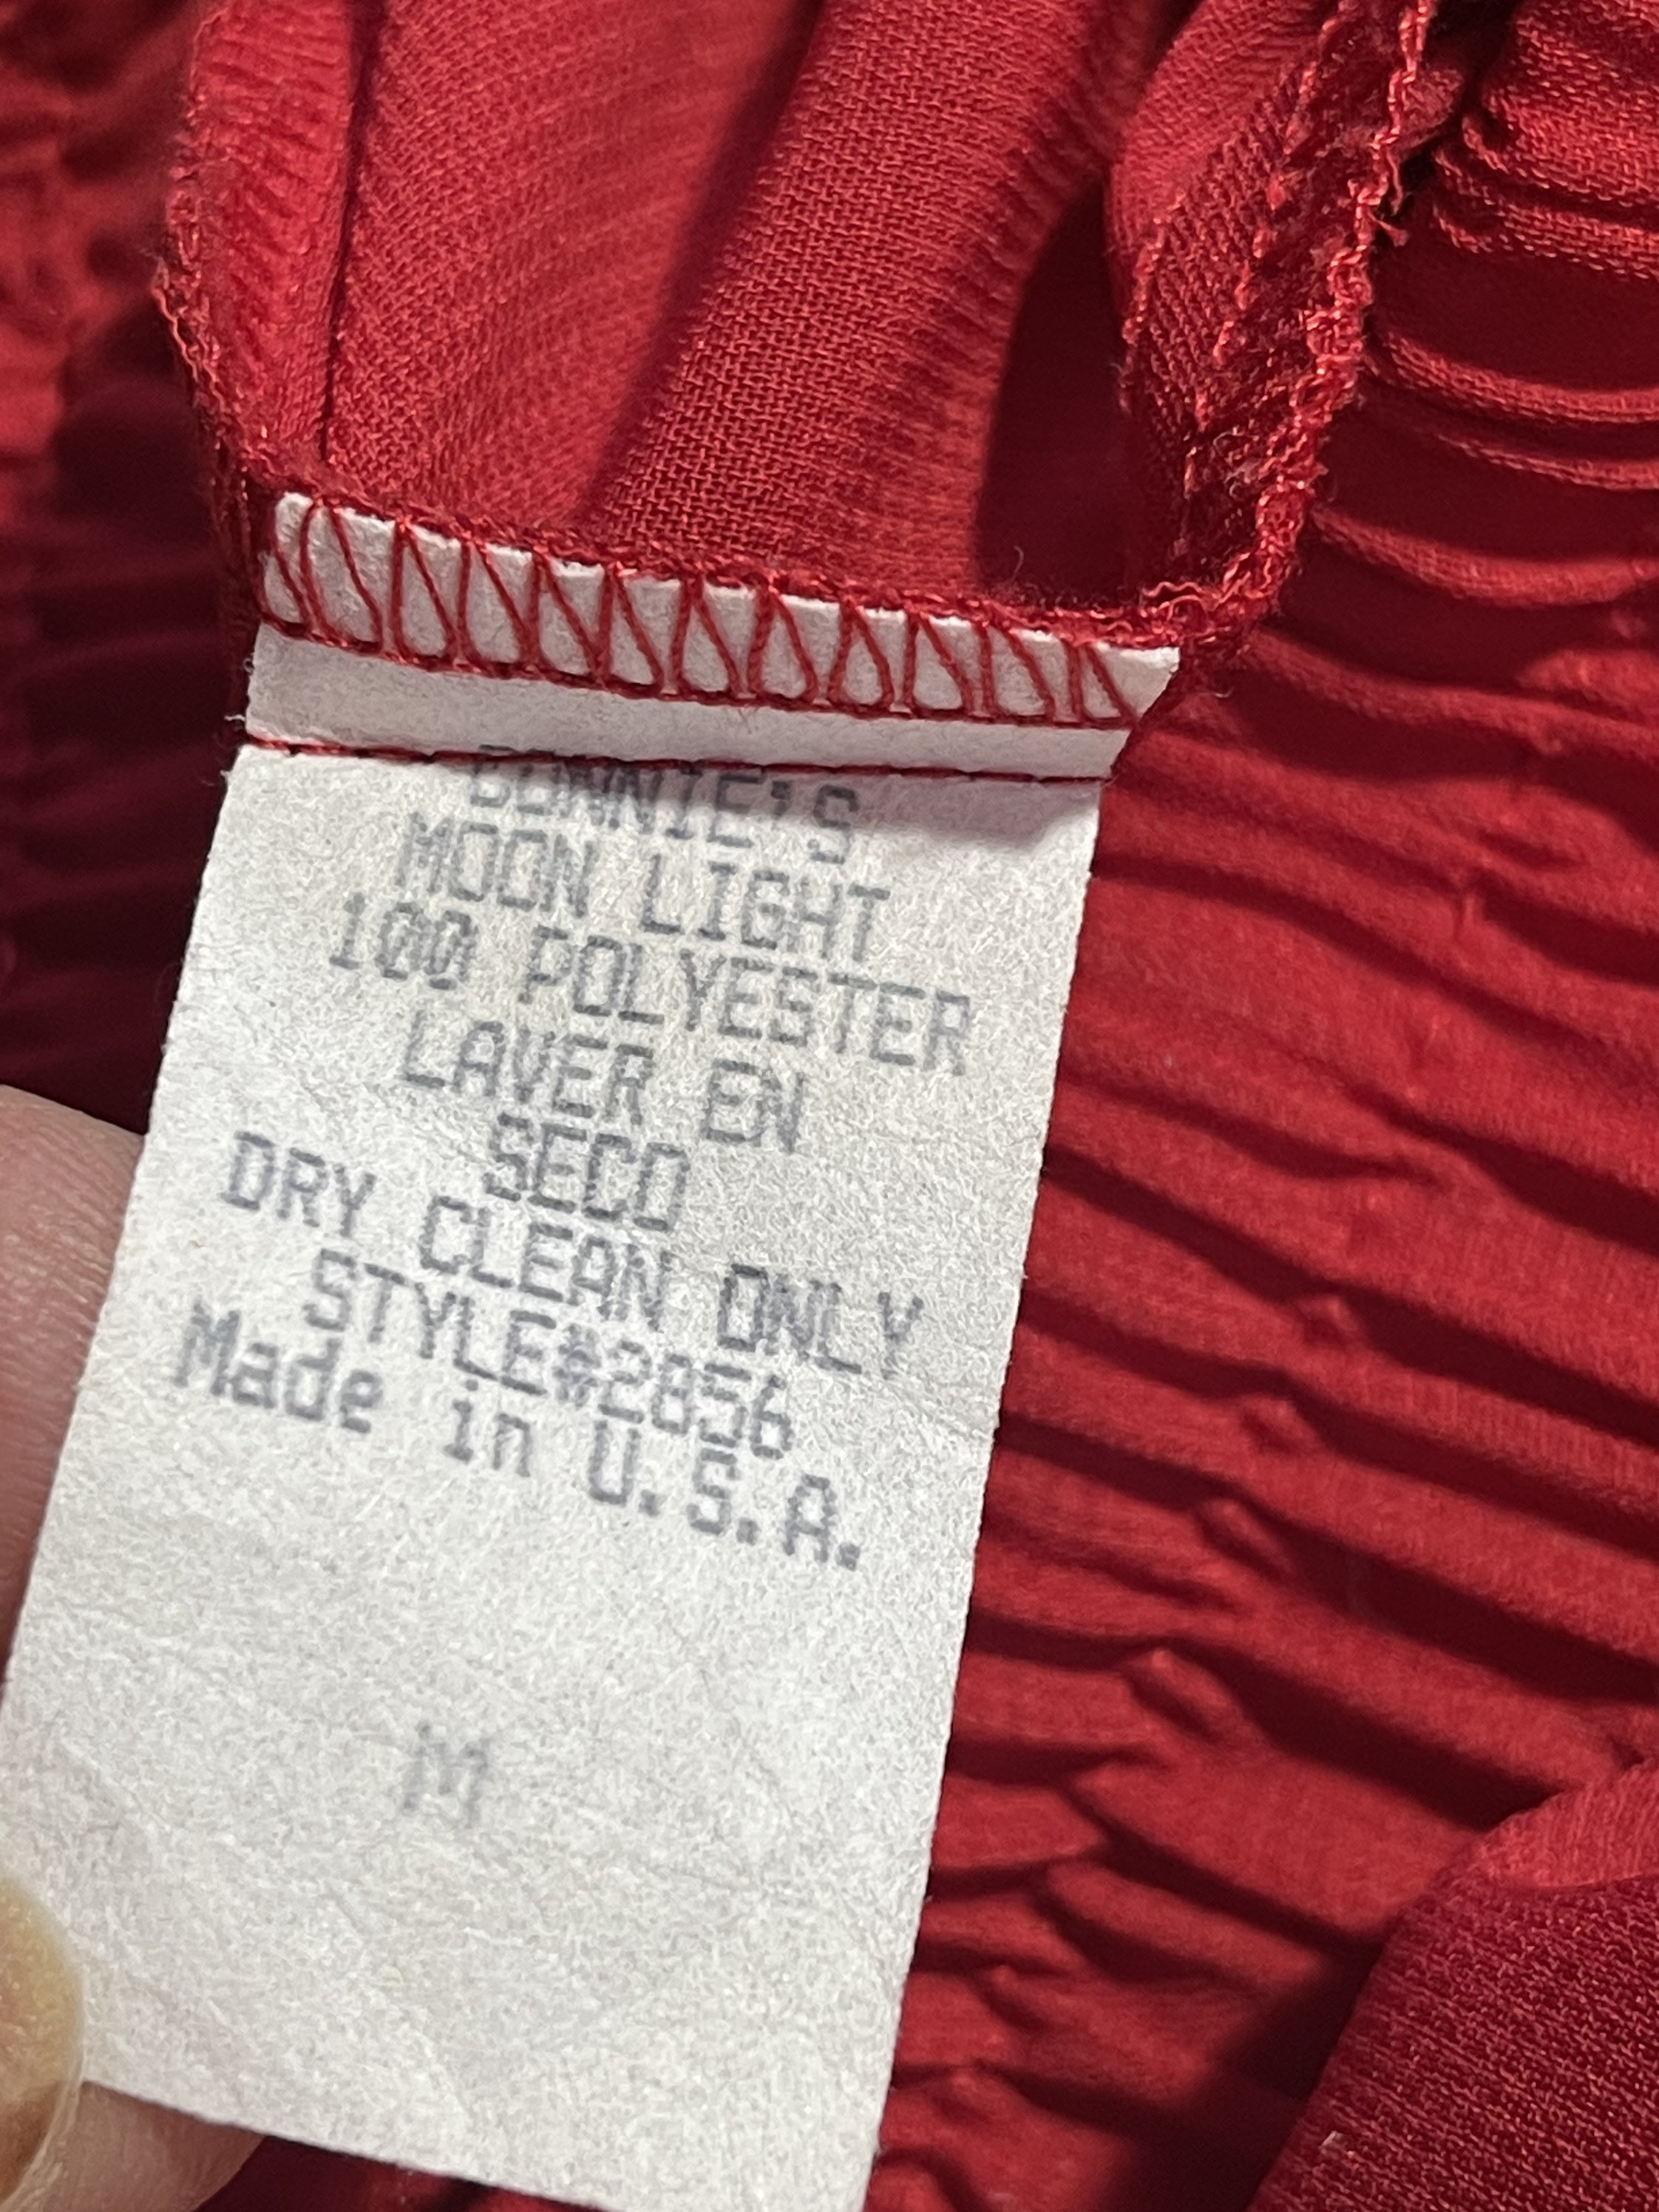 BONNIE'S
MOON LIGHT
100 POLYESTER
LAVER EN
SECO
DRY CLEAN ONLY
STYLE#2856
Made in U.S.A.
M